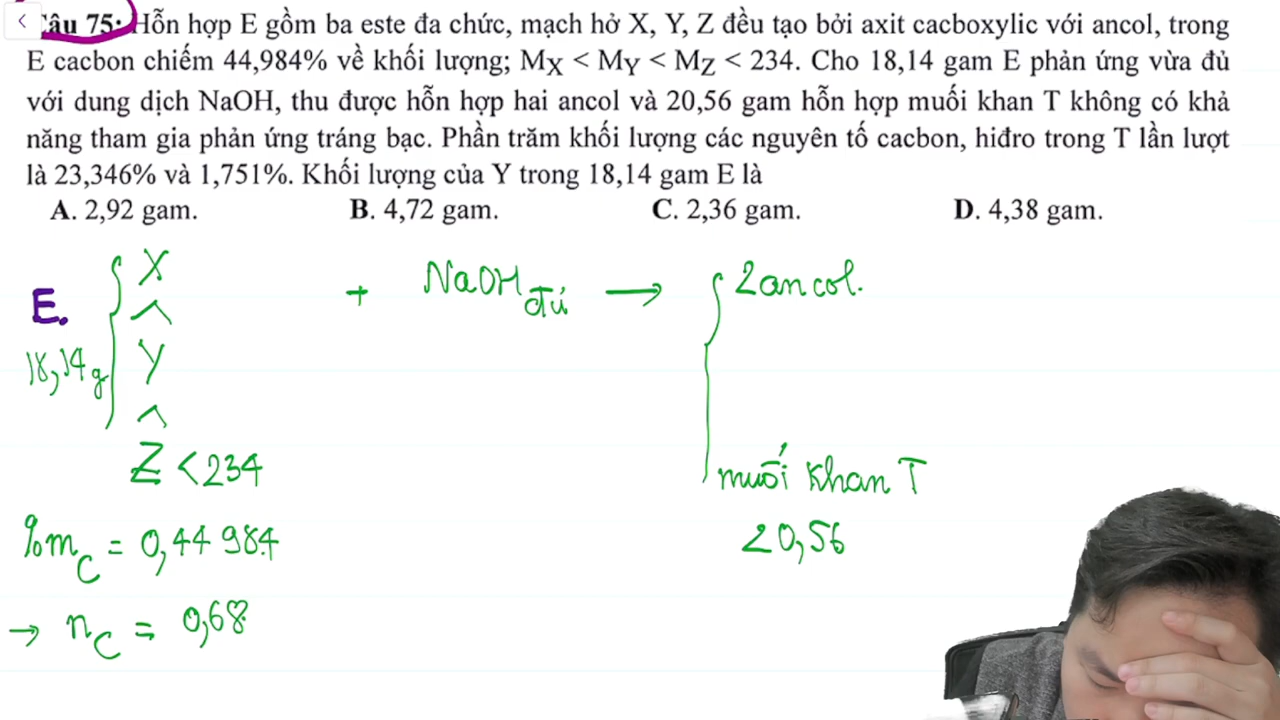 Câu 75: Hỗn hợp E gồm ba este đa chức, mạch hở X, Y, Z đều tạo bởi axit cacboxylic với ancol, trong
E cacbon chiếm 44,984% về khối lượng; MX < MY < MZ < 234. Cho 18,14 gam E phản ứng vừa đủ
với dung dịch NaOH, thu được hỗn hợp hai ancol và 20,56 gam hỗn hợp muối khan T không có khả
năng tham gia phản ứng tráng bạc. Phần trăm khối lượng các nguyên tố cacbon, hiđro trong T lần lượt
là 23,346% và 1,751%. Khối lượng của Y trong 18,14 gam E là
A. 2,92 gam. B. 4,72 gam. C. 2,36 gam. D. 4,38 gam.
E.
18,14g
X
^
Y
^
Z < 234
+ NaOH đủ →
2 ancol.
muối khan T
20,56
%mC = 0,44984
→ nC = 0,68